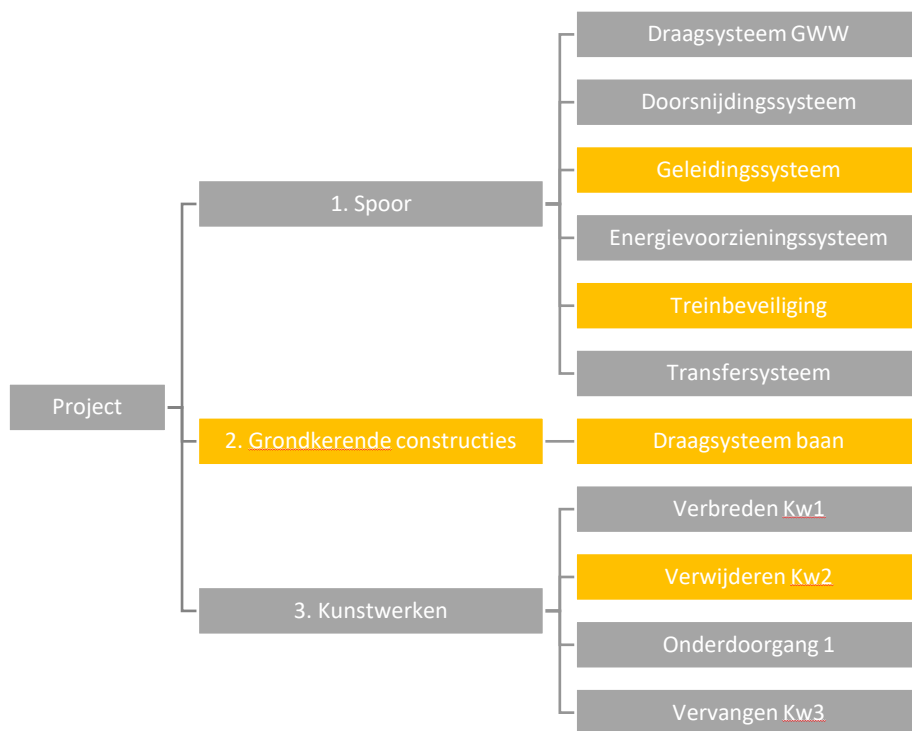 Project
1. Spoor
Draagsysteem GWW
Doorsnijdingssysteem
Geleidingssysteem
Energievoorzieningssysteem
Treinbeveiliging
Transfersysteem
2. Grondkerende constructies
Draagsysteem baan
3. Kunstwerken
Verbreden Kw1
Verwijderen Kw2
Onderdoorgang 1
Vervangen Kw3